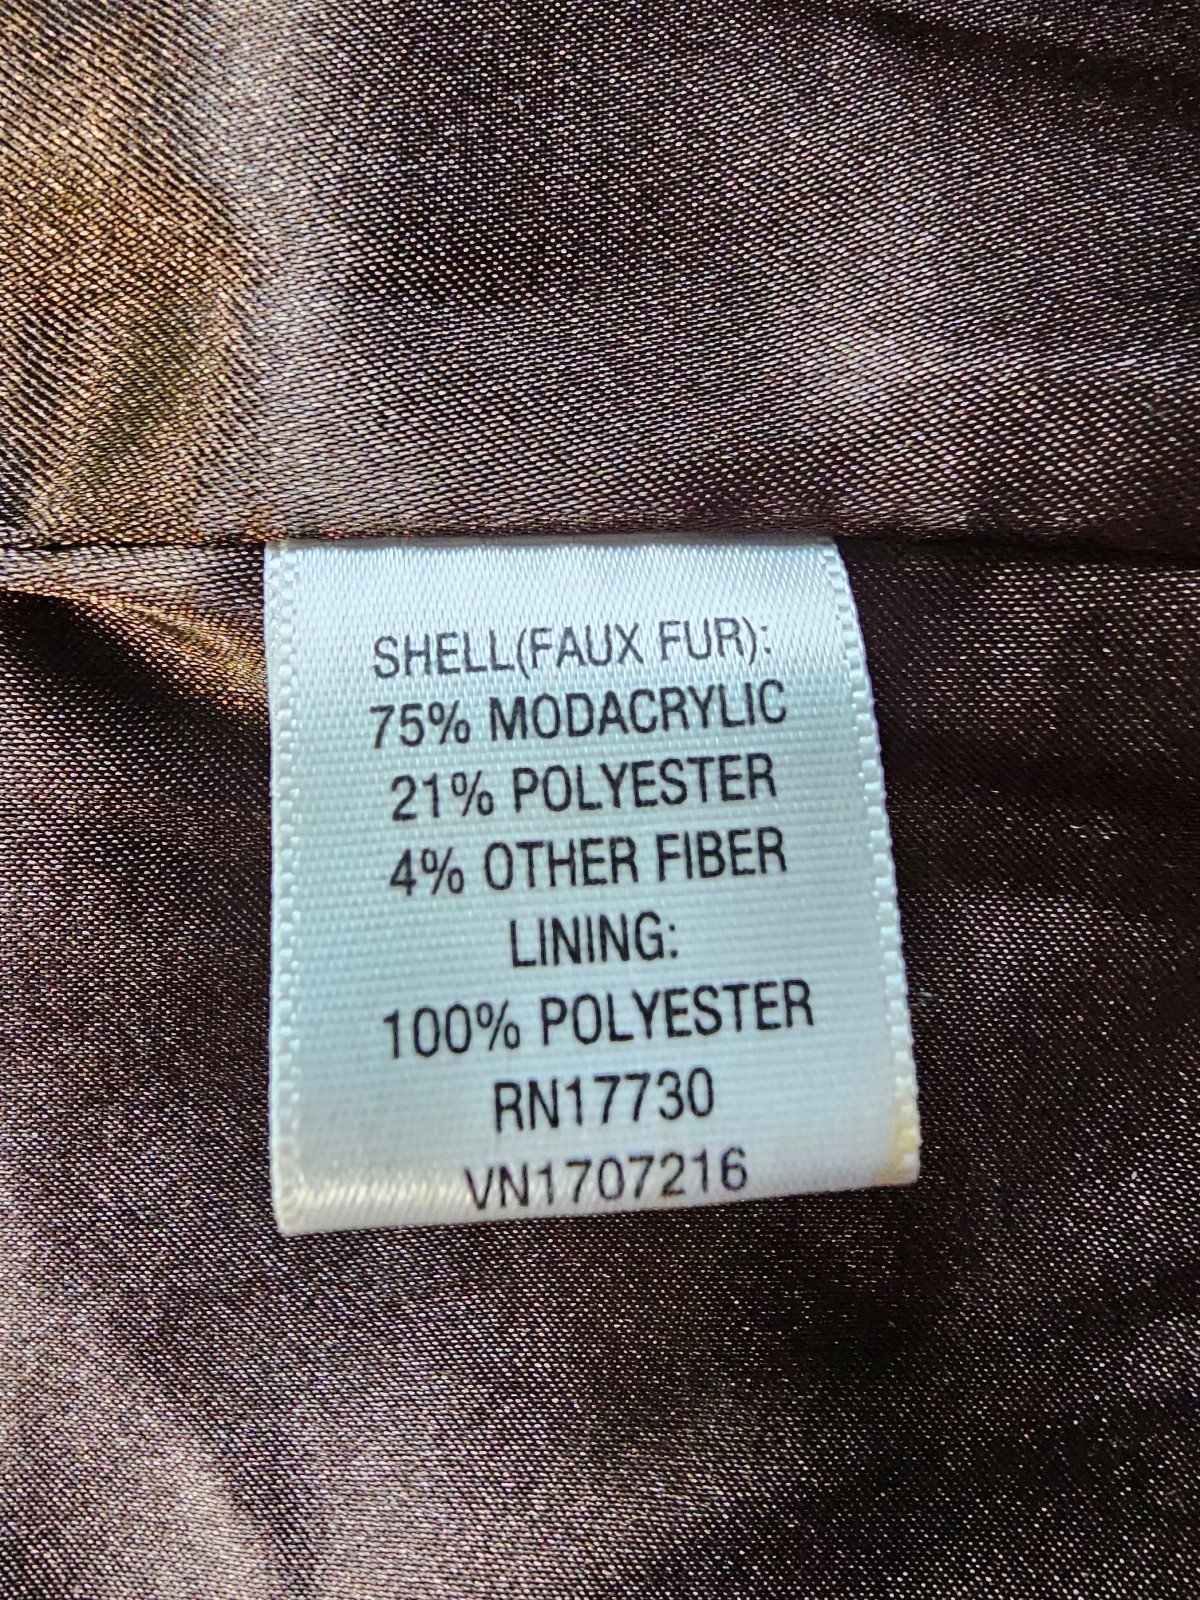 SHELL(FAUX FUR):
75% MODACRYLIC
21% POLYESTER
4% OTHER FIBER
LINING:
100% POLYESTER
RN17730
VN1707216